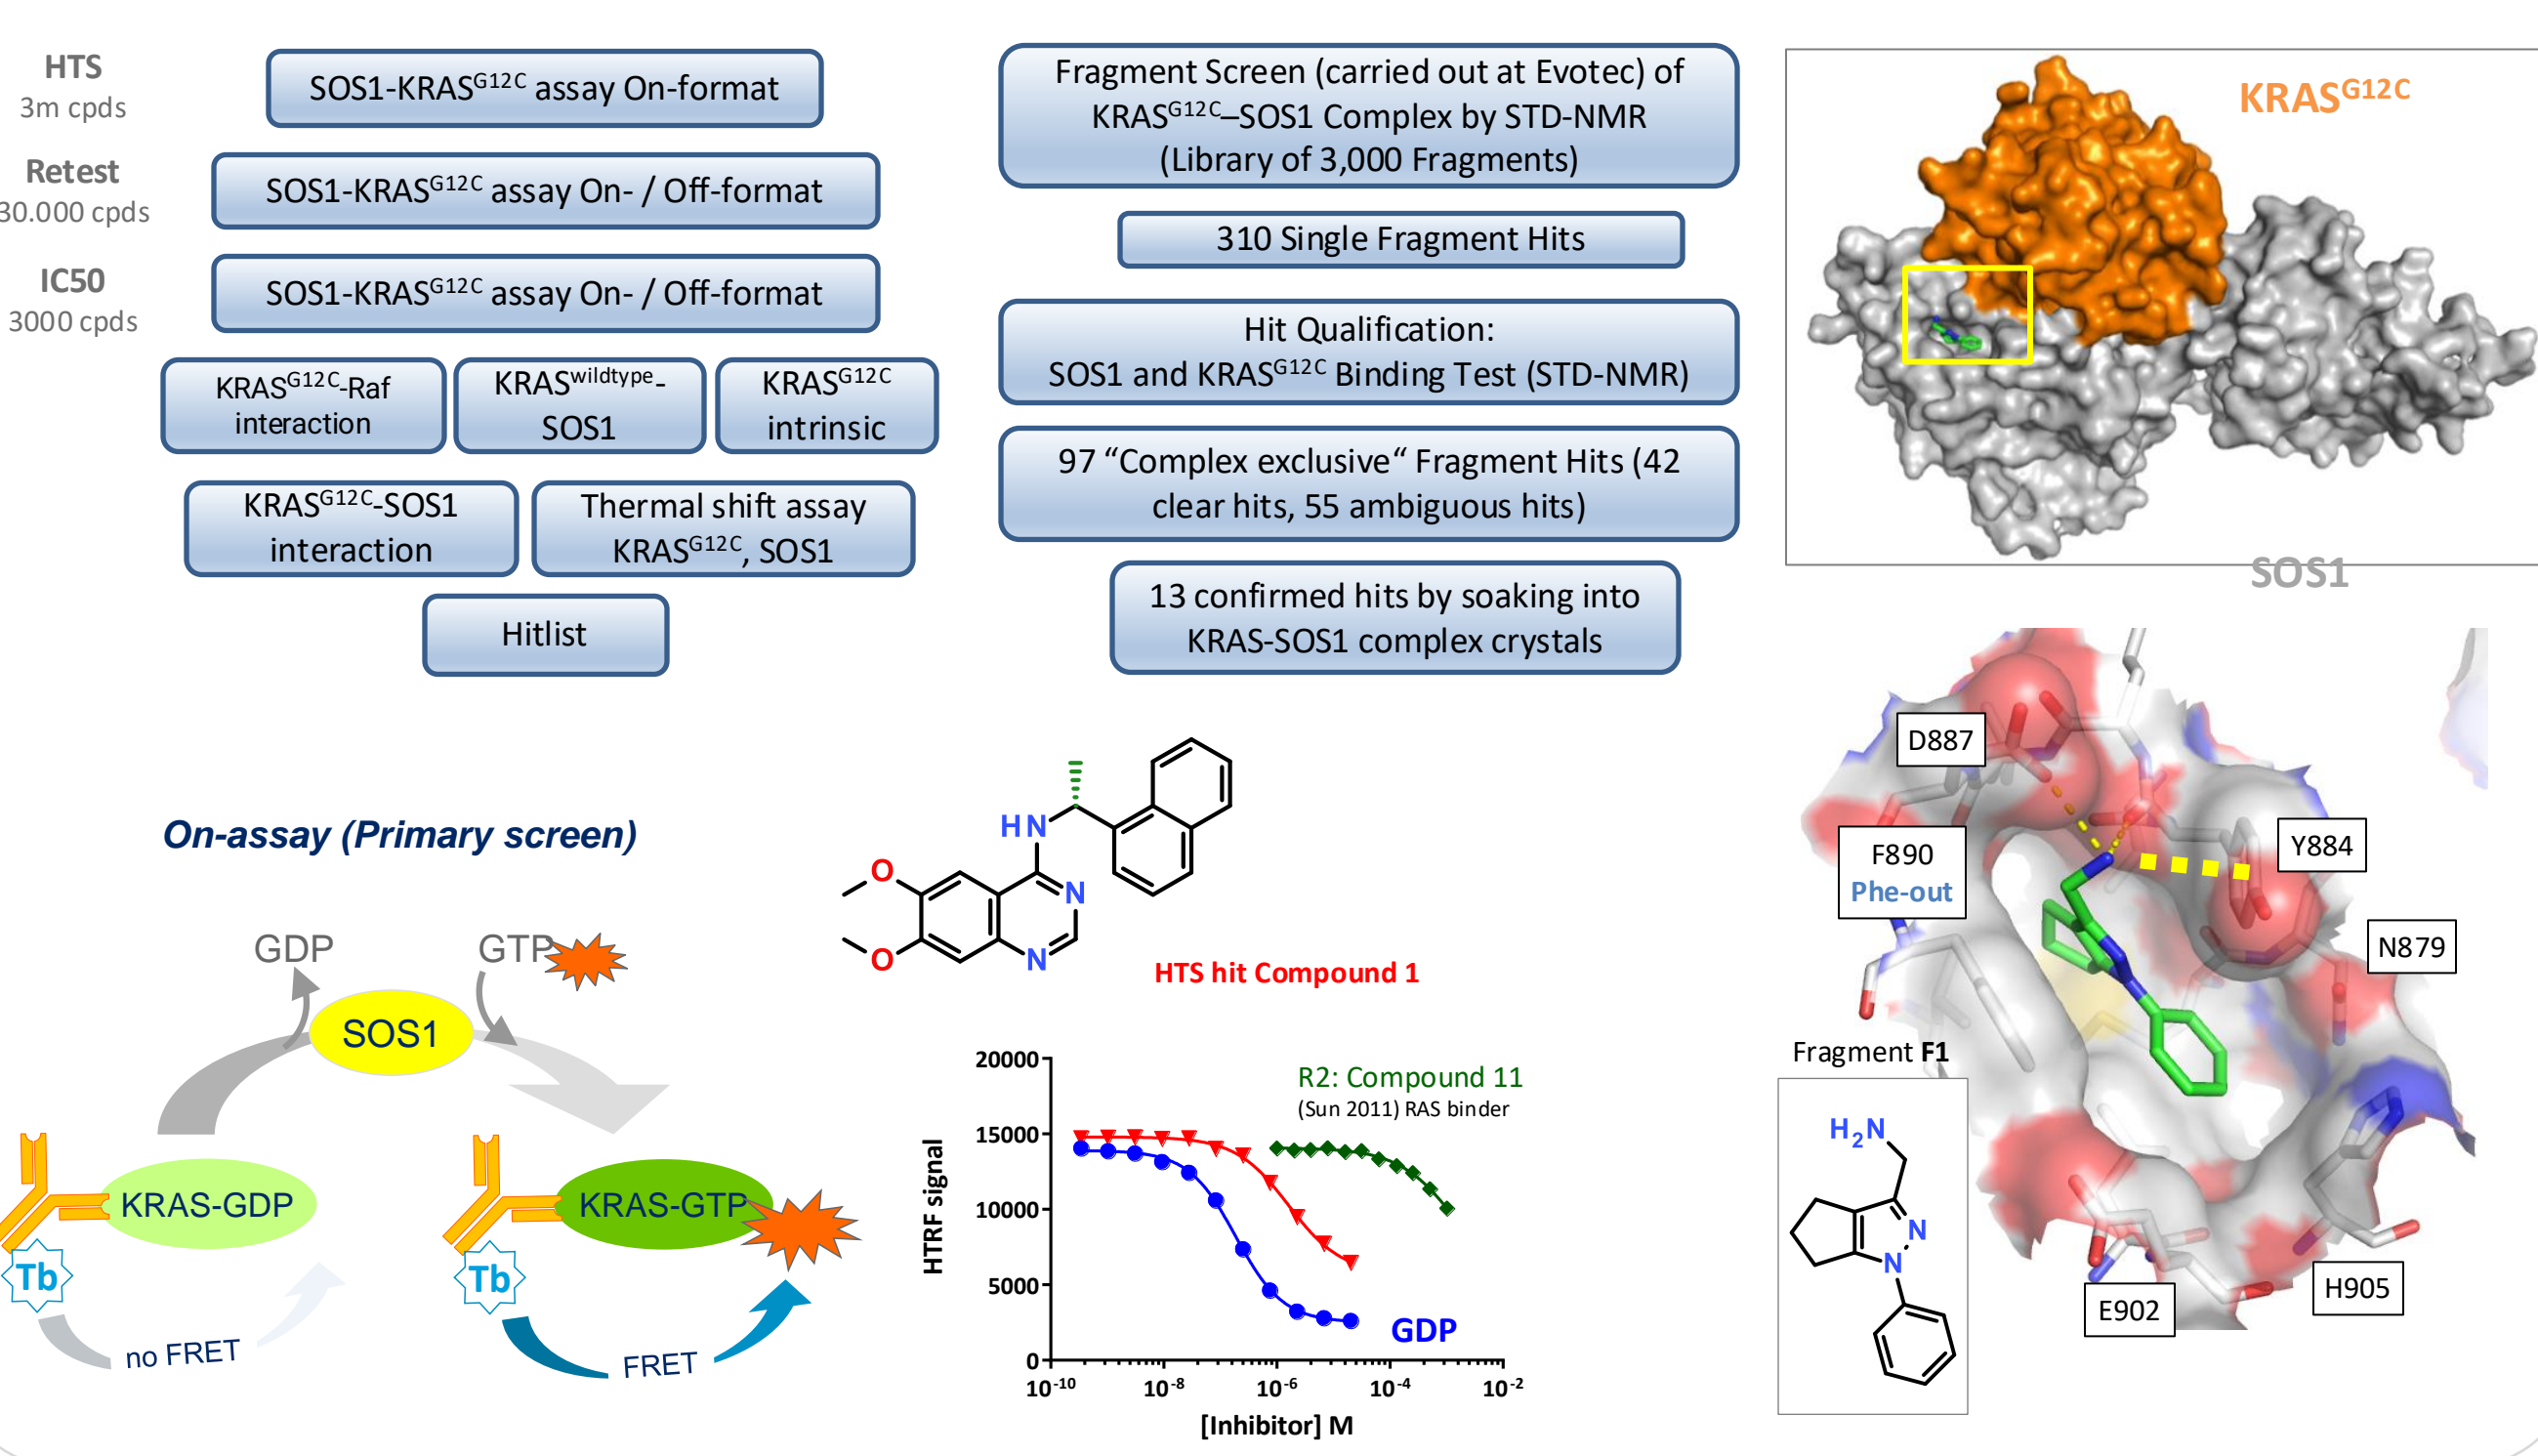 HTS
3m cpds
SOS1-KRASG12C assay On-format
Retest
30.000 cpds
SOS1-KRASG12C assay On- / Off-format
IC50
3000 cpds
SOS1-KRASG12C assay On- / Off-format
KRASG12C-Raf
interaction
KRASwildtype-
SOS1
KRASG12C
intrinsic
KRASG12C-SOS1
interaction
Thermal shift assay
KRASG12C, SOS1
Hitlist
Fragment Screen (carried out at Evotec) of
KRASG12C–SOS1 Complex by STD-NMR
(Library of 3,000 Fragments)
310 Single Fragment Hits
Hit Qualification:
SOS1 and KRASG12C Binding Test (STD-NMR)
97 “Complex exclusive“ Fragment Hits (42
clear hits, 55 ambiguous hits)
13 confirmed hits by soaking into
KRAS-SOS1 complex crystals
KRASG12C
SOS1
On-assay (Primary screen)
GDP
GTP
SOS1
KRAS-GDP
Tb
no FRET
KRAS-GTP
Tb
FRET
HN
N
N
O
O
HTS hit Compound 1
20000
15000
10000
5000
0
HTRF signal
R2: Compound 11
(Sun 2011) RAS binder
GDP
10-10
10-8
10-6
10-4
10-2
[Inhibitor] M
D887
F890
Phe-out
Y884
N879
H905
E902
Fragment F1
H2N
N
N